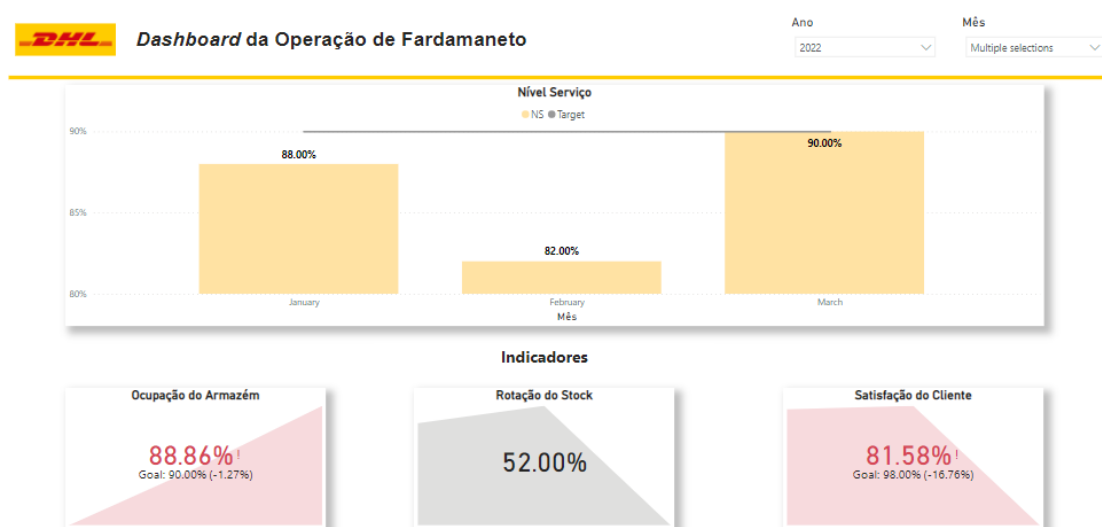 Ano
Mês
DHL
Dashboard da Operação de Fardamaneto
2022
Multiple selections
Nível Serviço
NS Target
90%
88.00%
90.00%
85%
82.00%
80%
January
February
March
Mês
Indicadores
Ocupação do Armazém
Rotação do Stock
Satisfação do Cliente
88.86%!
52.00%
81.58%!
Goal: 90.00% (-1.27%)
Goal: 98.00% (-16.76%)